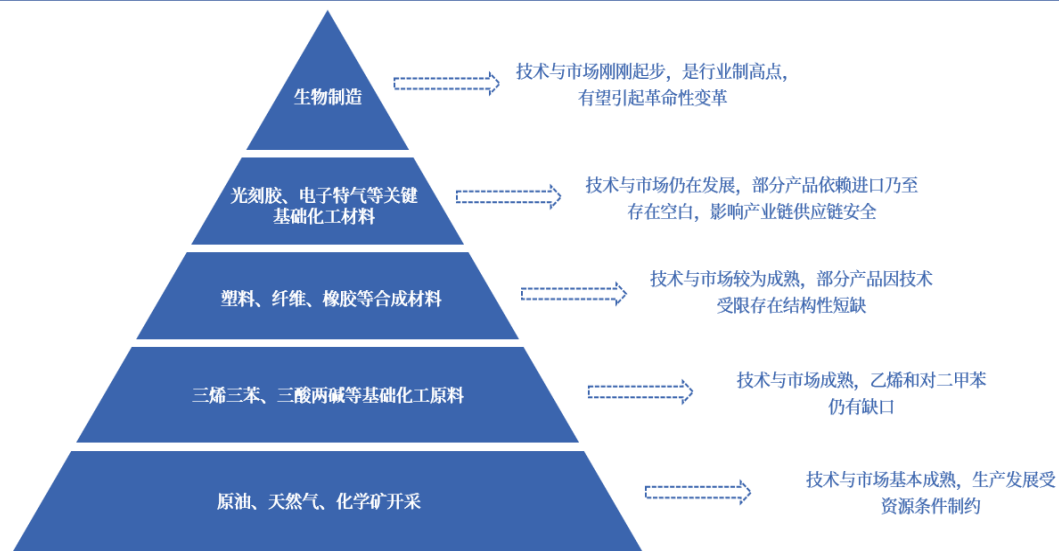 生物制造
技术与市场刚刚起步，是行业制高点，
有望引起革命性变革
光刻胶、电子特气等关键
基础化工材料
技术与市场仍在发展，部分产品依赖进口乃至
存在空白，影响产业链供应链安全
塑料、纤维、橡胶等合成材料
技术与市场较为成熟，部分产品因技术
受限存在结构性短缺
三烯三苯、三酸两碱等基础化工原料
技术与市场成熟，乙烯和对二甲苯
仍有缺口
原油、天然气、化学矿开采
技术与市场基本成熟，生产发展受
资源条件制约